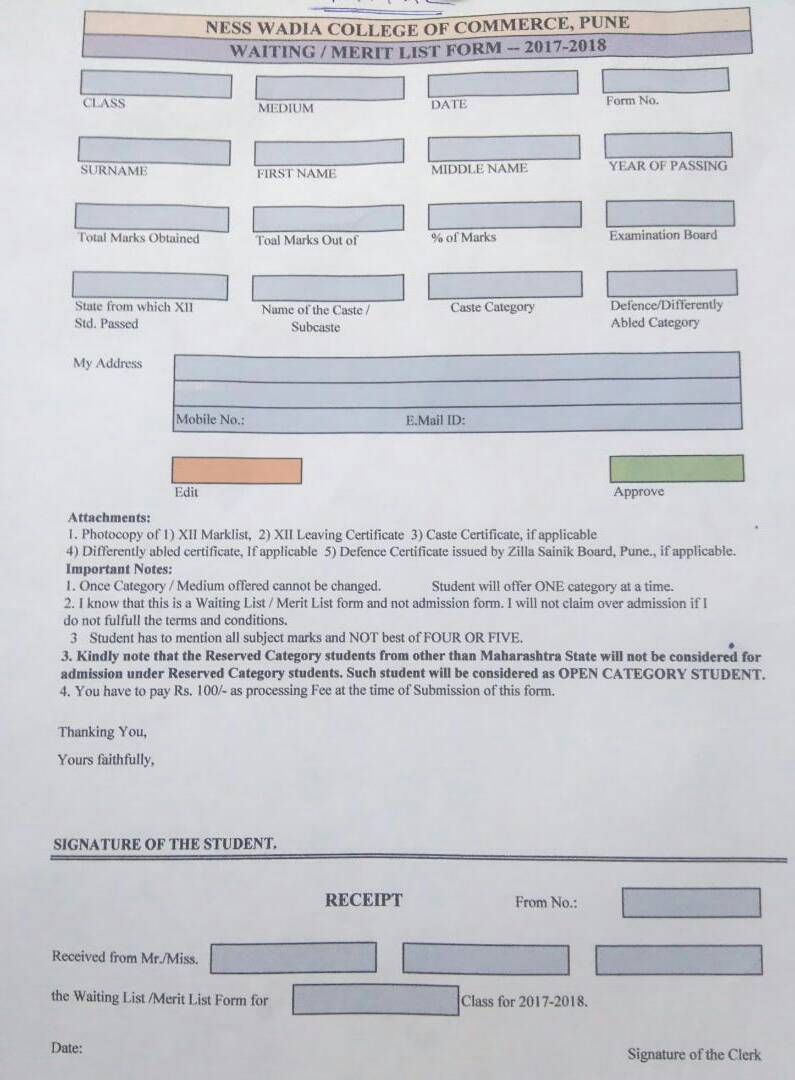 NESS WADIA COLLEGE OF COMMERCE, PUNE
WAITING / MERIT LIST FORM -- 2017-2018
CLASS MEDIUM DATE Form No.
SURNAME FIRST NAME MIDDLE NAME YEAR OF PASSING
Total Marks Obtained Toal Marks Out of % of Marks Examination Board
State from which XII Name of the Caste / Caste Category Defence/Differently
Std. Passed Subcaste Abled Category
My Address
Mobile No.: E.Mail ID:
Edit Approve
Attachments:
1. Photocopy of 1) XII Marklist, 2) XII Leaving Certificate 3) Caste Certificate, if applicable
4) Differently abled certificate, If applicable 5) Defence Certificate issued by Zilla Sainik Board, Pune., if applicable.
Important Notes:
1. Once Category / Medium offered cannot be changed. Student will offer ONE category at a time.
2. I know that this is a Waiting List / Merit List form and not admission form. I will not claim over admission if I
do not fulfull the terms and conditions.
3 Student has to mention all subject marks and NOT best of FOUR OR FIVE.
3. Kindly note that the Reserved Category students from other than Maharashtra State will not be considered for
admission under Reserved Category students. Such student will be considered as OPEN CATEGORY STUDENT.
4. You have to pay Rs. 100/- as processing Fee at the time of Submission of this form.
Thanking You,
Yours faithfully,
SIGNATURE OF THE STUDENT.
RECEIPT From No.:
Received from Mr./Miss.
the Waiting List /Merit List Form for Class for 2017-2018.
Date: Signature of the Clerk